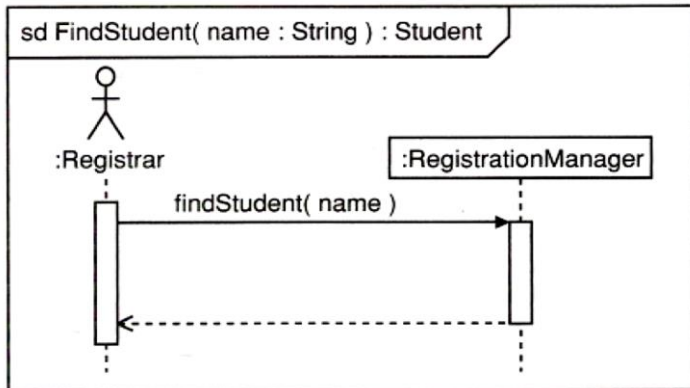 sd FindStudent( name : String ) : Student
:Registrar
:RegistrationManager
findStudent( name )